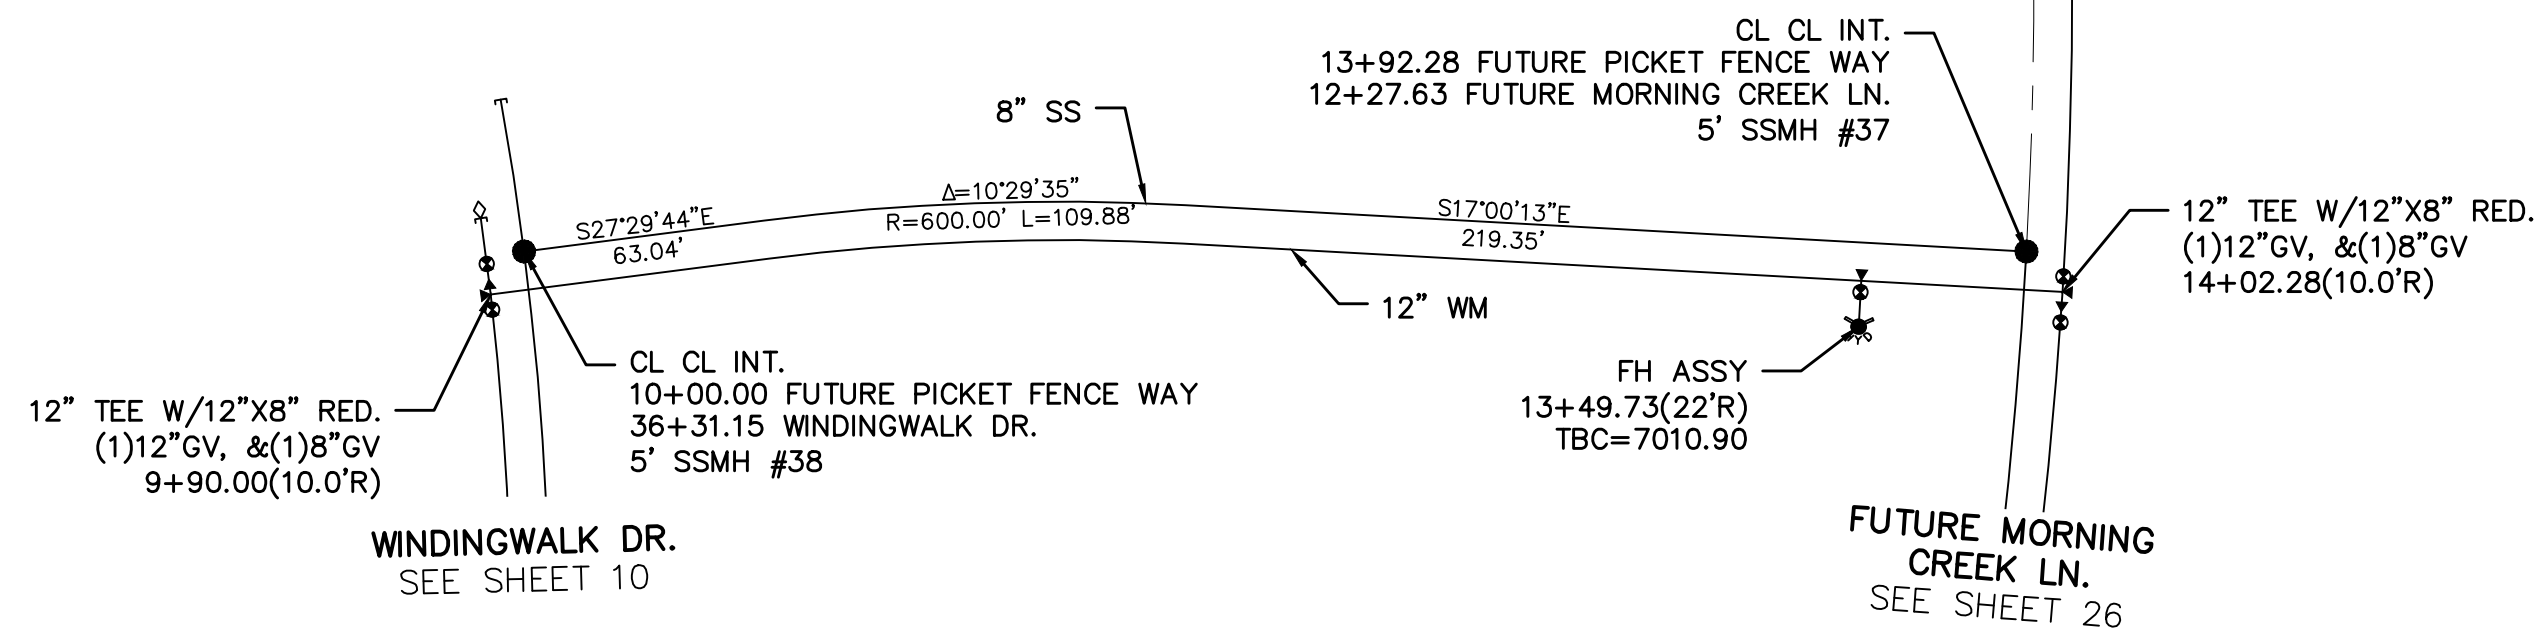 CL CL INT.
13+92.28 FUTURE PICKET FENCE WAY
12+27.63 FUTURE MORNING CREEK LN.
5' SSMH #37
8" SS
Δ=10°29'35"
R=600.00' L=109.88'
S27°29'44"E
63.04'
S17°00'13"E
219.35'
12" TEE W/12"X8" RED.
(1)12"GV, &(1)8"GV
14+02.28(10.0'R)
12" WM
CL CL INT.
10+00.00 FUTURE PICKET FENCE WAY
36+31.15 WINDINGWALK DR.
5' SSMH #38
FH ASSY
13+49.73(22'R)
TBC=7010.90
12" TEE W/12"X8" RED.
(1)12"GV, &(1)8"GV
9+90.00(10.0'R)
WINDINGWALK DR.
SEE SHEET 10
FUTURE MORNING
CREEK LN.
SEE SHEET 26